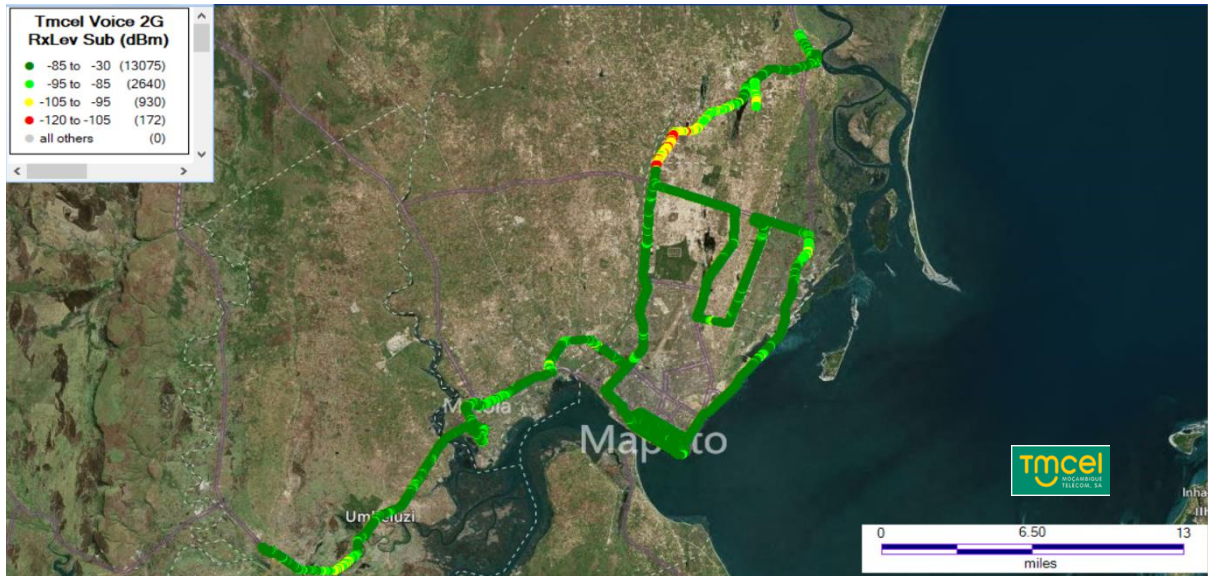 Tmcel Voice 2G
RxLev Sub (dBm)
-85 to -30 (13075)
-95 to -85 (2640)
-105 to -95 (930)
-120 to -105 (172)
all others (0)
Maputo
Umbeluzi
Tmcel
MOÇAMBIQUE
TELECOM, SA
Inha
0 6.50 13
miles